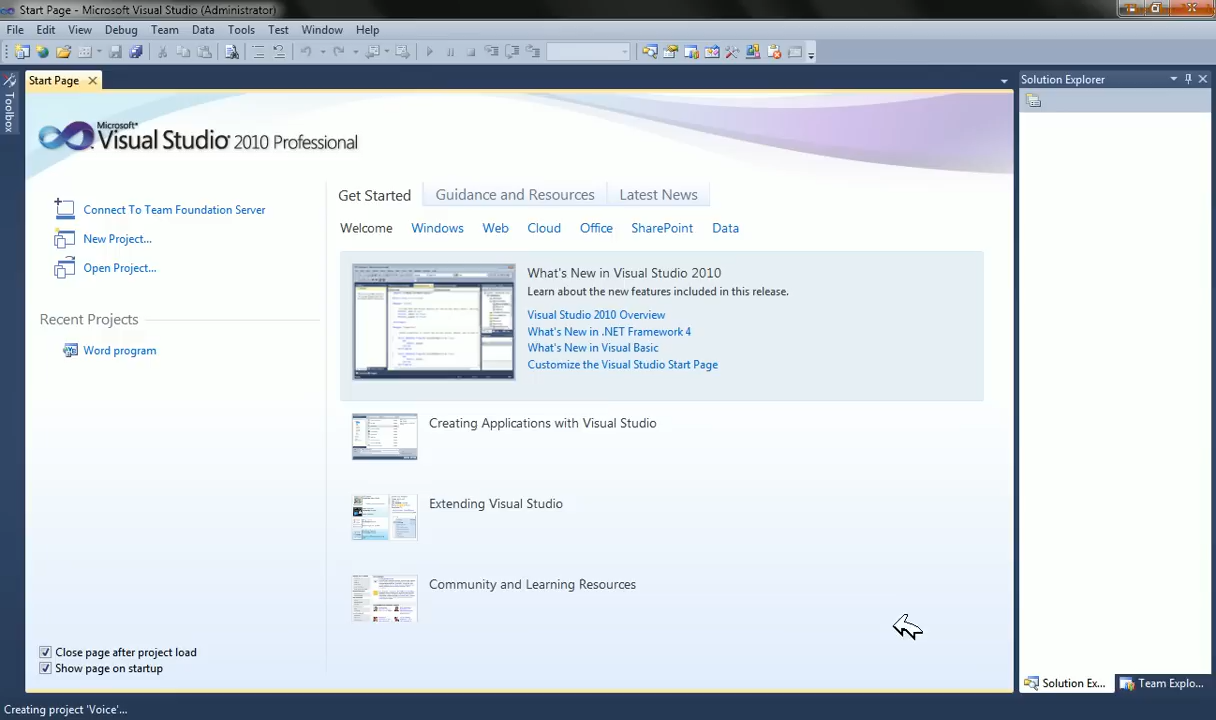 Start Page - Microsoft Visual Studio (Administrator)
File Edit View Debug Team Data Tools Test Window Help
Toolbox
Start Page
Solution Explorer
Microsoft®
Visual Studio® 2010 Professional
Connect To Team Foundation Server
New Project...
Open Project...
Recent Projects
Word program
Get Started Guidance and Resources Latest News
Welcome Windows Web Cloud Office SharePoint Data
What's New in Visual Studio 2010
Learn about the new features included in this release.
Visual Studio 2010 Overview
What's New in .NET Framework 4
What's New in Visual Basic
Customize the Visual Studio Start Page
Creating Applications with Visual Studio
Extending Visual Studio
Community and Learning Resources
Close page after project load
Show page on startup
Solution Ex... Team Explo...
Creating project 'Voice'...